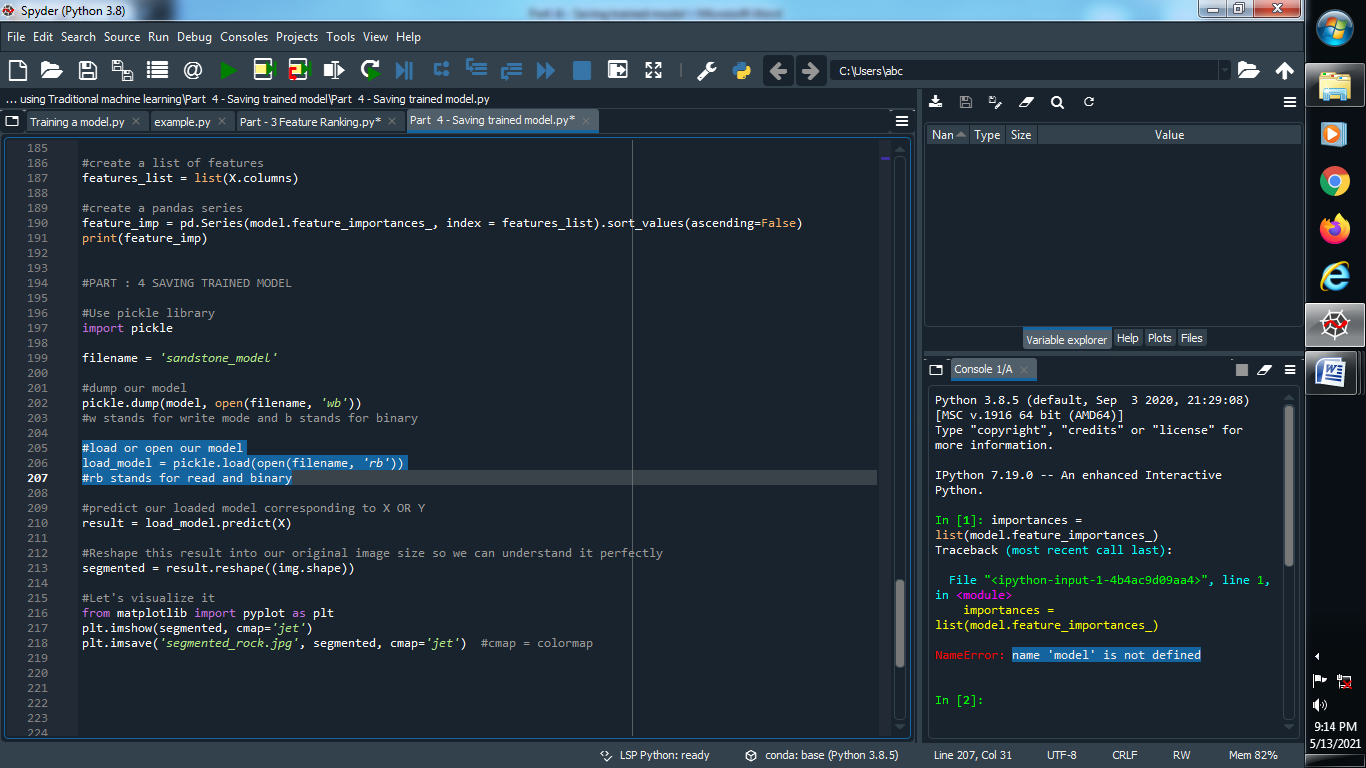 Spyder (Python 3.8)
File Edit Search Source Run Debug Consoles Projects Tools View Help
C:\Users\abc
... using Traditional machine learning\Part 4 - Saving trained model\Part 4 - Saving trained model.py
Training a model.py example.py Part - 3 Feature Ranking.py* Part 4 - Saving trained model.py*
185
186 #create a list of features
187 features_list = list(X.columns)
188
189 #create a pandas series
190 feature_imp = pd.Series(model.feature_importances_, index = features_list).sort_values(ascending=False)
191 print(feature_imp)
192
193
194 #PART : 4 SAVING TRAINED MODEL
195
196 #Use pickle library
197 import pickle
198
199 filename = 'sandstone_model'
200
201 #dump our model
202 pickle.dump(model, open(filename, 'wb'))
203 #w stands for write mode and b stands for binary
204
205 #load or open our model
206 load_model = pickle.load(open(filename, 'rb'))
207 #rb stands for read and binary
208
209 #predict our loaded model corresponding to X OR Y
210 result = load_model.predict(X)
211
212 #Reshape this result into our original image size so we can understand it perfectly
213 segmented = result.reshape((img.shape))
214
215 #Let's visualize it
216 from matplotlib import pyplot as plt
217 plt.imshow(segmented, cmap='jet')
218 plt.imsave('segmented_rock.jpg', segmented, cmap='jet') #cmap = colormap
219
220
221
222
223
224
Nan Type Size Value
Variable explorer Help Plots Files
Console 1/A
Python 3.8.5 (default, Sep 3 2020, 21:29:08)
[MSC v.1916 64 bit (AMD64)]
Type "copyright", "credits" or "license" for
more information.
IPython 7.19.0 -- An enhanced Interactive
Python.
In [1]: importances =
list(model.feature_importances_)
Traceback (most recent call last):
File "<ipython-input-1-4b4ac9d09aa4>", line 1,
in <module>
importances =
list(model.feature_importances_)
NameError: name 'model' is not defined
In [2]:
LSP Python: ready conda: base (Python 3.8.5) Line 207, Col 31 UTF-8 CRLF RW Mem 82%
9:14 PM
5/13/2021